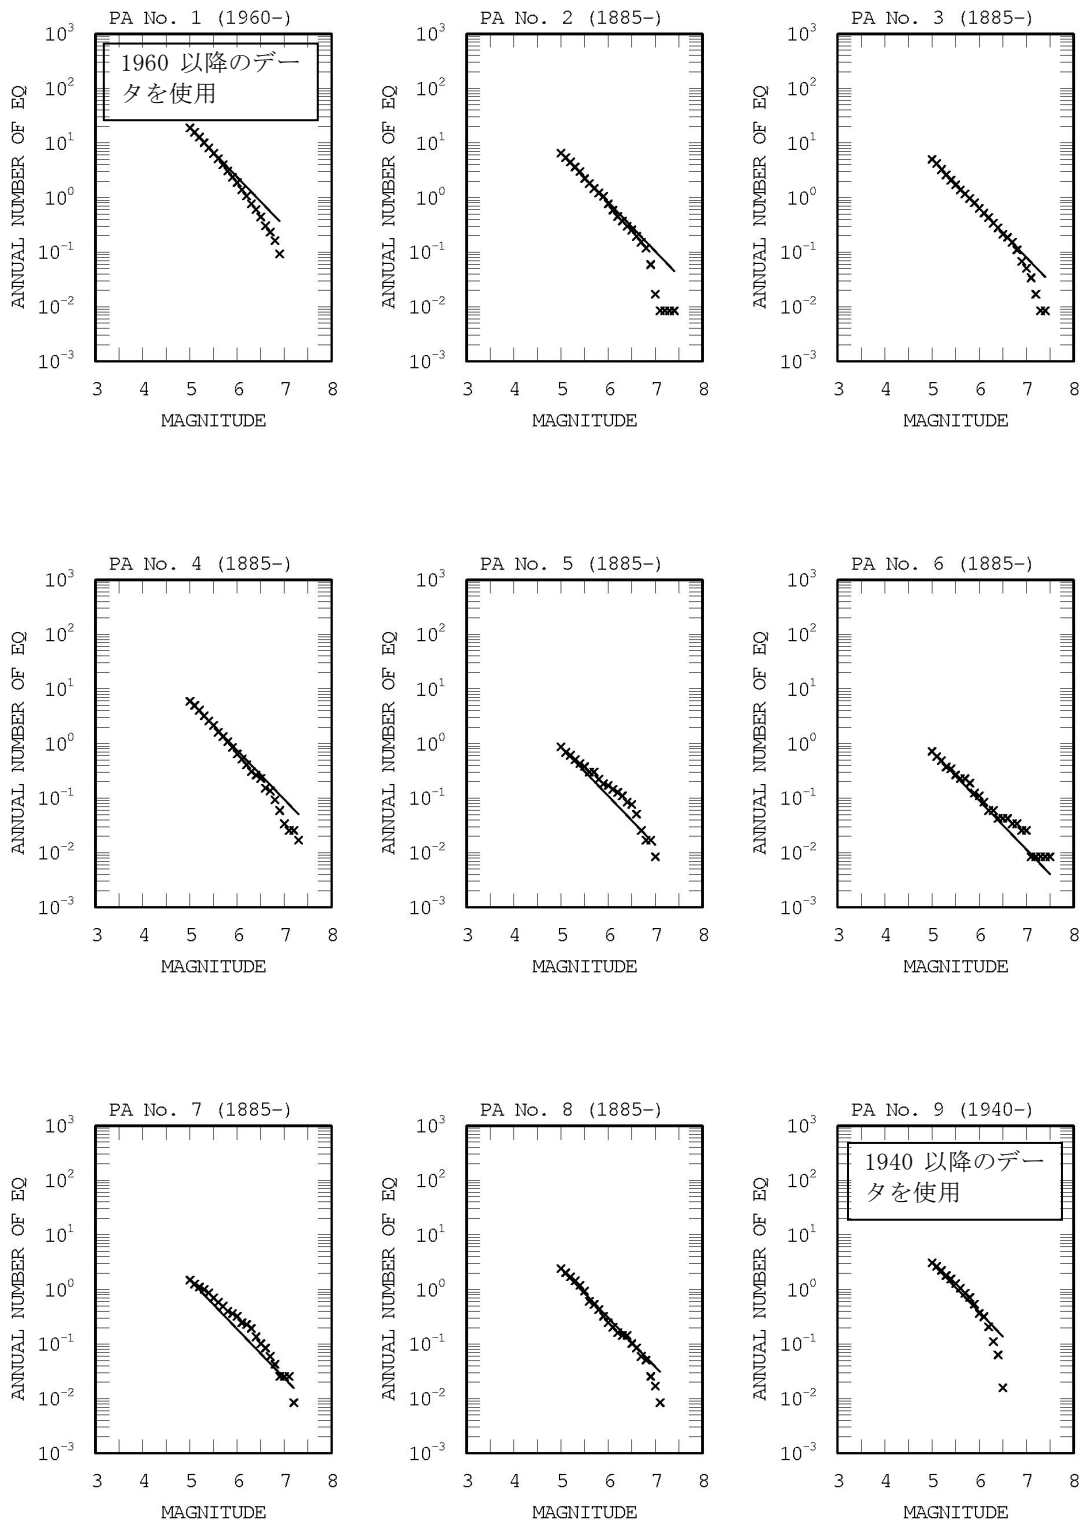 PA No. 1 (1960-)
1960 以降のデー
タを使用
ANNUAL NUMBER OF EQ
10³
10²
10¹
10⁰
10⁻¹
10⁻²
10⁻³
3 4 5 6 7 8
MAGNITUDE
PA No. 2 (1885-)
ANNUAL NUMBER OF EQ
10³
10²
10¹
10⁰
10⁻¹
10⁻²
10⁻³
3 4 5 6 7 8
MAGNITUDE
PA No. 3 (1885-)
ANNUAL NUMBER OF EQ
10³
10²
10¹
10⁰
10⁻¹
10⁻²
10⁻³
3 4 5 6 7 8
MAGNITUDE
PA No. 4 (1885-)
ANNUAL NUMBER OF EQ
10³
10²
10¹
10⁰
10⁻¹
10⁻²
10⁻³
3 4 5 6 7 8
MAGNITUDE
PA No. 5 (1885-)
ANNUAL NUMBER OF EQ
10³
10²
10¹
10⁰
10⁻¹
10⁻²
10⁻³
3 4 5 6 7 8
MAGNITUDE
PA No. 6 (1885-)
ANNUAL NUMBER OF EQ
10³
10²
10¹
10⁰
10⁻¹
10⁻²
10⁻³
3 4 5 6 7 8
MAGNITUDE
PA No. 7 (1885-)
ANNUAL NUMBER OF EQ
10³
10²
10¹
10⁰
10⁻¹
10⁻²
10⁻³
3 4 5 6 7 8
MAGNITUDE
PA No. 8 (1885-)
ANNUAL NUMBER OF EQ
10³
10²
10¹
10⁰
10⁻¹
10⁻²
10⁻³
3 4 5 6 7 8
MAGNITUDE
PA No. 9 (1940-)
1940 以降のデー
タを使用
ANNUAL NUMBER OF EQ
10³
10²
10¹
10⁰
10⁻¹
10⁻²
10⁻³
3 4 5 6 7 8
MAGNITUDE